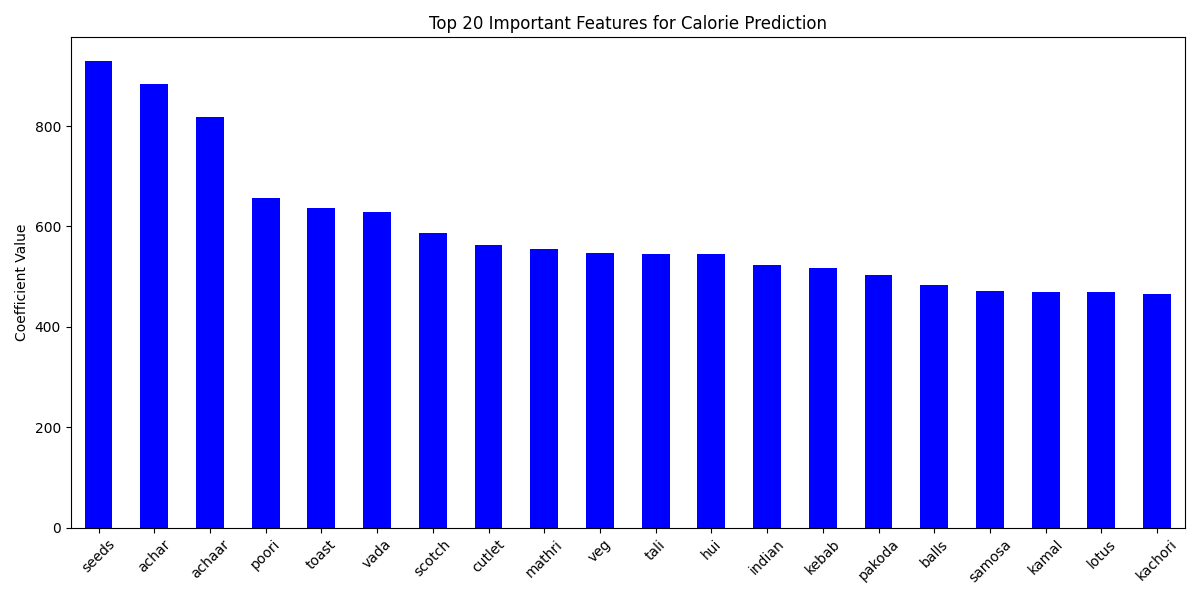 Top 20 Important Features for Calorie Prediction
Coefficient Value
800
600
400
200
0
seeds
achar
achaar
poori
toast
vada
scotch
cutlet
mathri
veg
tali
hui
indian
kebab
pakoda
balls
samosa
kamal
lotus
kachori